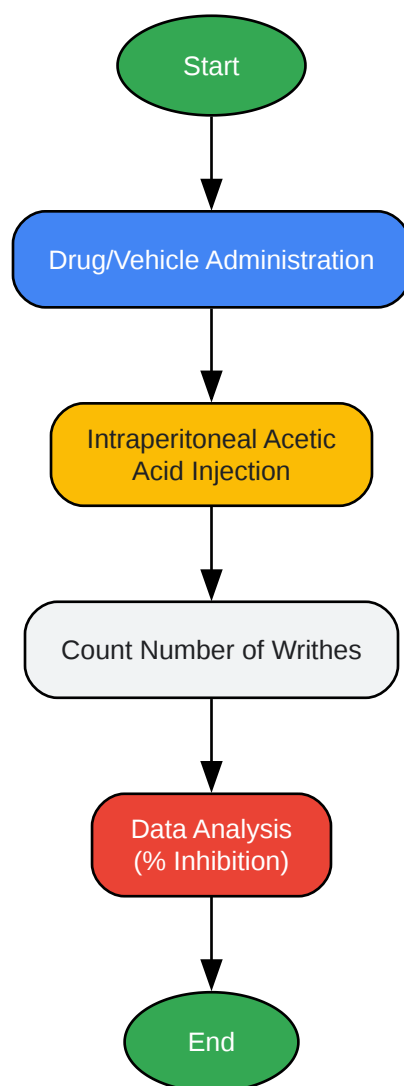 Start
Drug/Vehicle Administration
Intraperitoneal Acetic
Acid Injection
Count Number of Writhes
Data Analysis
(% Inhibition)
End